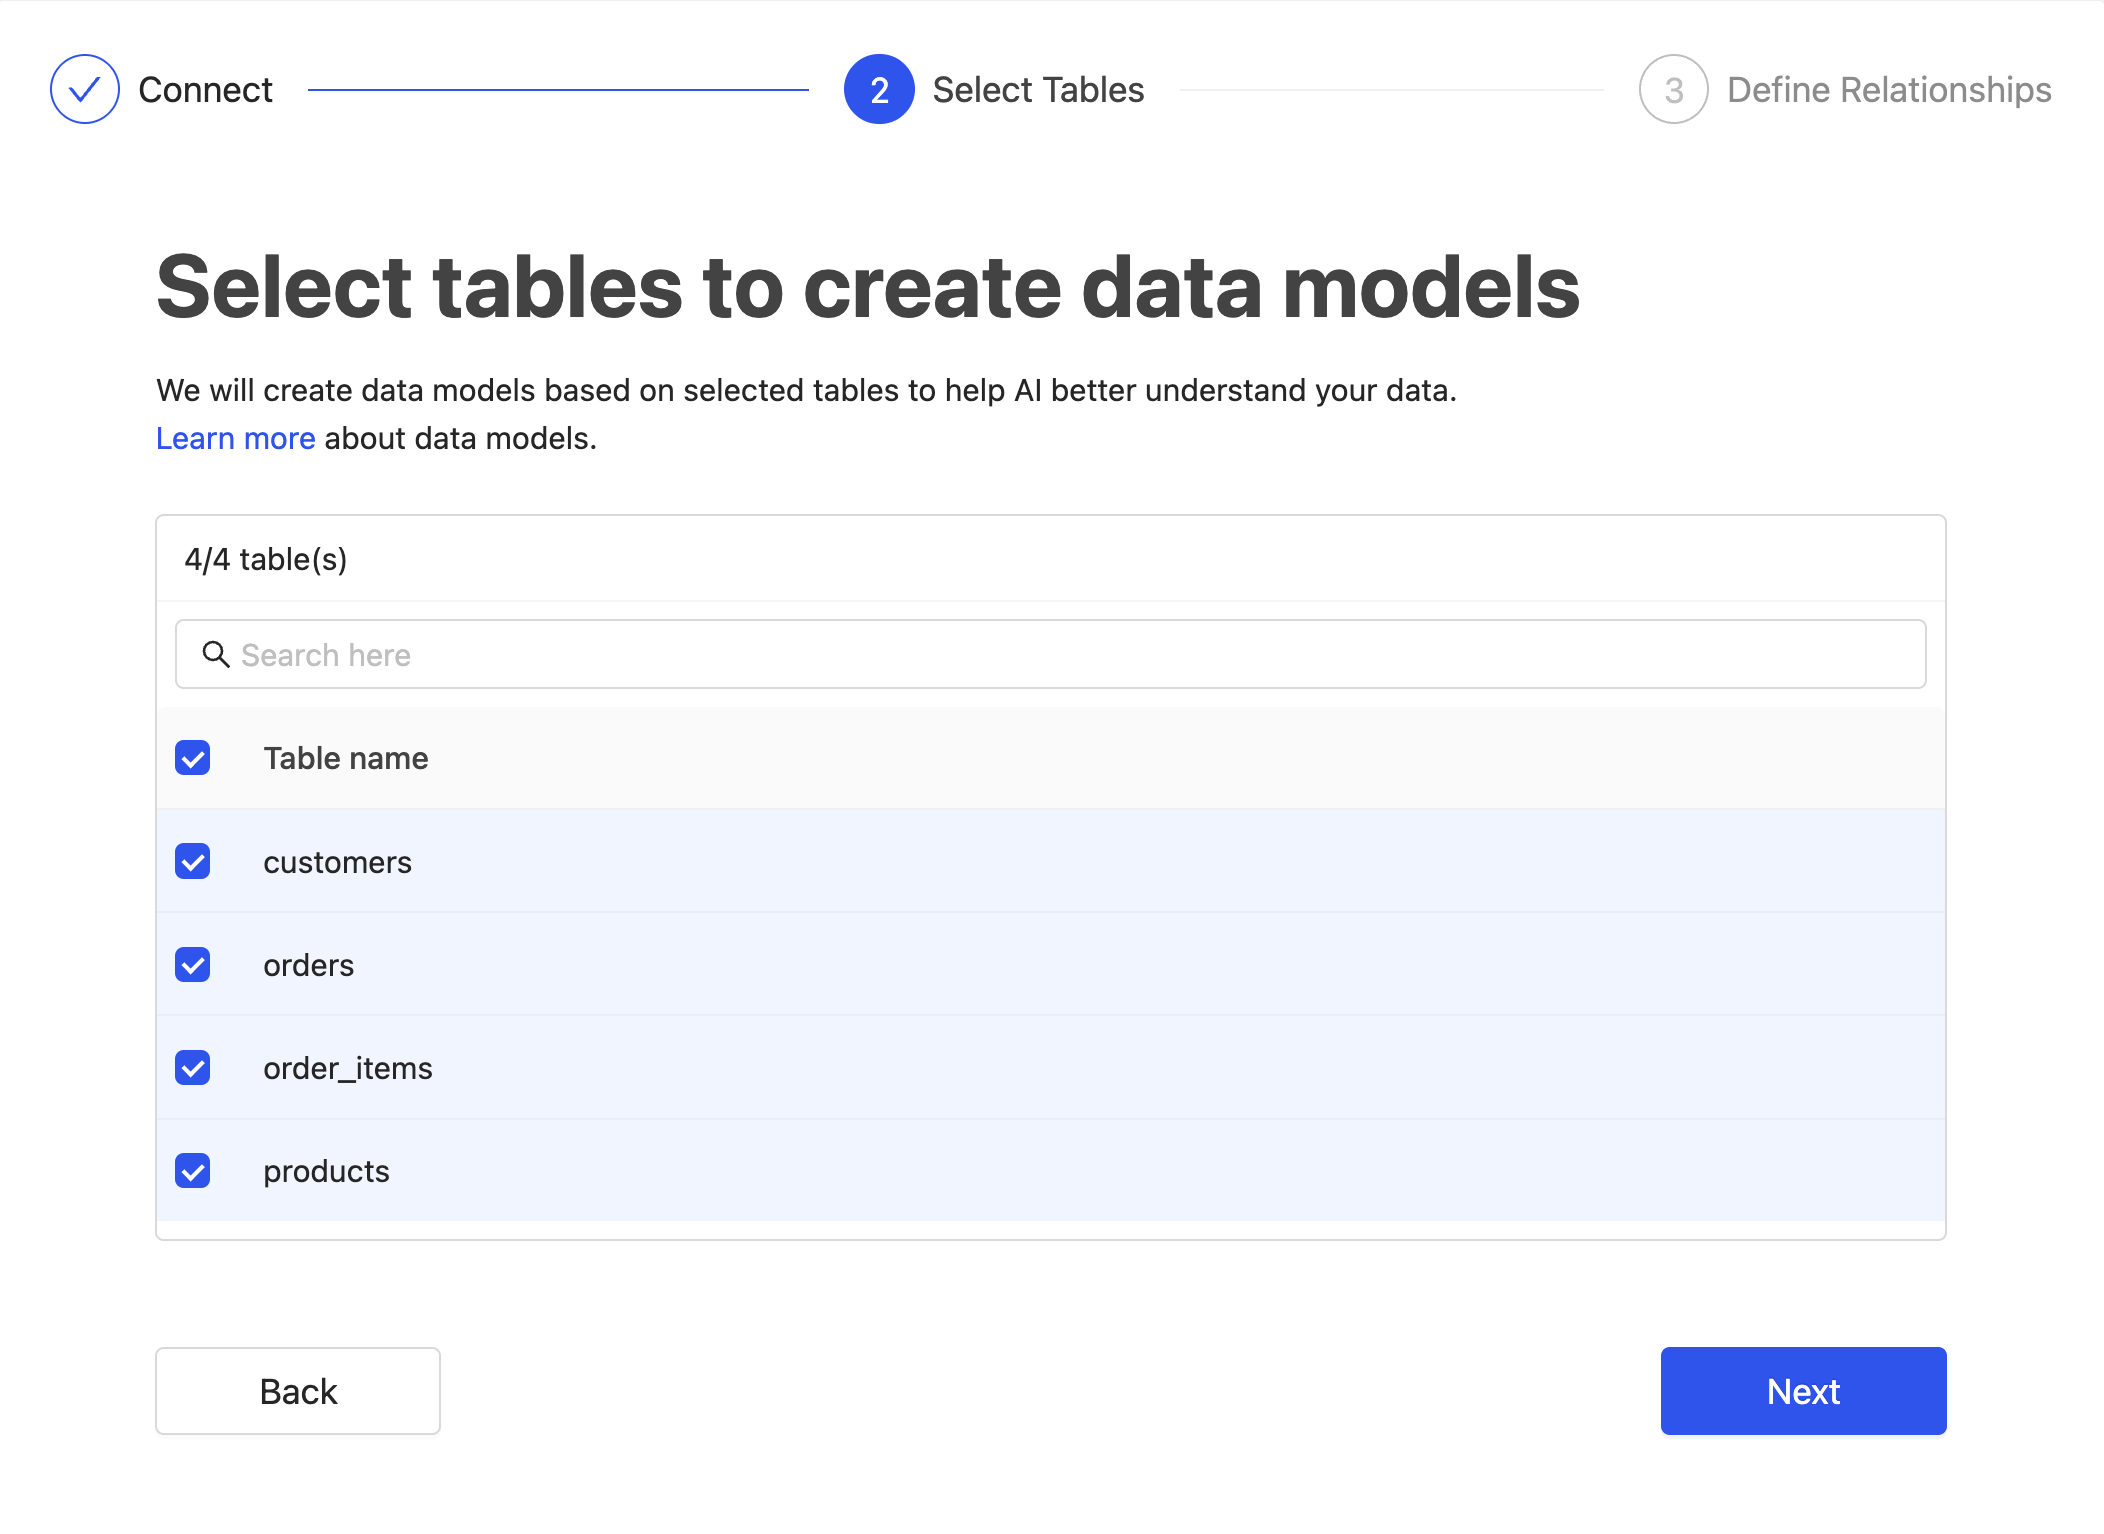 Connect
2 Select Tables
3 Define Relationships
Select tables to create data models
We will create data models based on selected tables to help AI better understand your data.
Learn more about data models.
4/4 table(s)
Search here
Table name
customers
orders
order_items
products
Back
Next